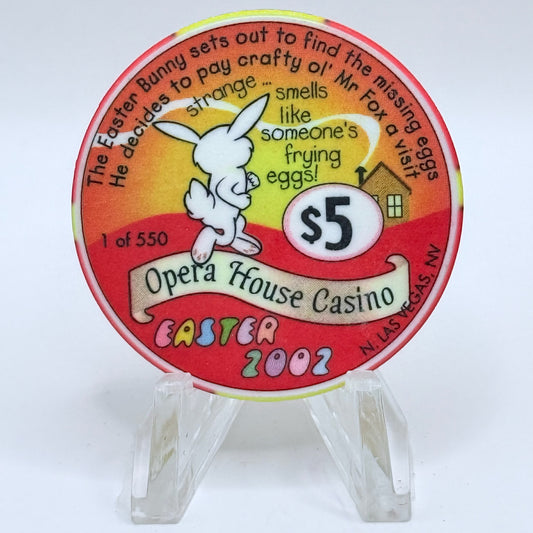 The Easter Bunny sets out to find the missing eggs
He decides to pay crafty ol' Mr Fox a visit
strange ... smells
like
someone's
frying
eggs!
$5
1 of 550
Opera House Casino
EASTER
2002
N. LAS VEGAS, NV